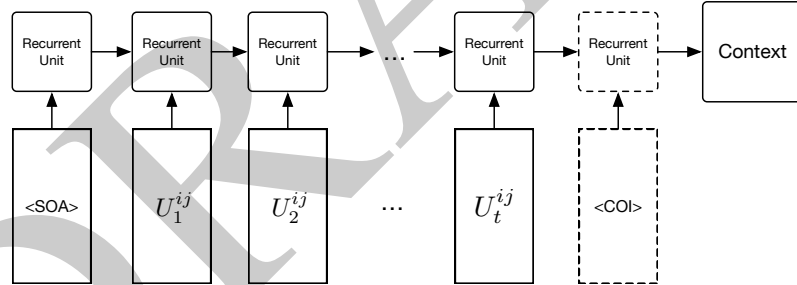 Recurrent
Unit
Recurrent
Unit
Recurrent
Unit
...
Recurrent
Unit
Recurrent
Unit
Context
<SOA>
U_1^{ij}
U_2^{ij}
...
U_t^{ij}
<COI>